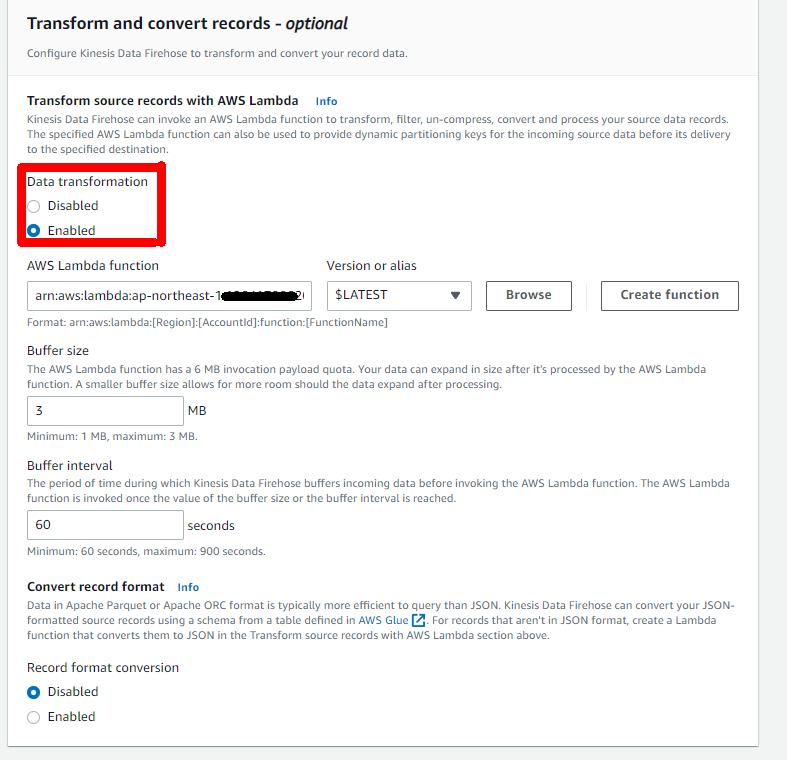 Transform and convert records - optional
Configure Kinesis Data Firehose to transform and convert your record data.
Transform source records with AWS Lambda Info
Kinesis Data Firehose can invoke an AWS Lambda function to transform, filter, un-compress, convert and process your source data records.
The specified AWS Lambda function can also be used to provide dynamic partitioning keys for the incoming source data before its delivery
to the specified destination.
Data transformation
Disabled
Enabled
AWS Lambda function Version or alias
arn:aws:lambda:ap-northeast-1 $LATEST Browse Create function
Format: arn:aws:lambda:[Region]:[AccountId]:function:[FunctionName]
Buffer size
The AWS Lambda function has a 6 MB invocation payload quota. Your data can expand in size after it's processed by the AWS Lambda
function. A smaller buffer size allows for more room should the data expand after processing.
3 MB
Minimum: 1 MB, maximum: 3 MB.
Buffer interval
The period of time during which Kinesis Data Firehose buffers incoming data before invoking the AWS Lambda function. The AWS Lambda
function is invoked once the value of the buffer size or the buffer interval is reached.
60 seconds
Minimum: 60 seconds, maximum: 900 seconds.
Convert record format Info
Data in Apache Parquet or Apache ORC format is typically more efficient to query than JSON. Kinesis Data Firehose can convert your JSON-
formatted source records using a schema from a table defined in AWS Glue. For records that aren't in JSON format, create a Lambda
function that converts them to JSON in the Transform source records with AWS Lambda section above.
Record format conversion
Disabled
Enabled